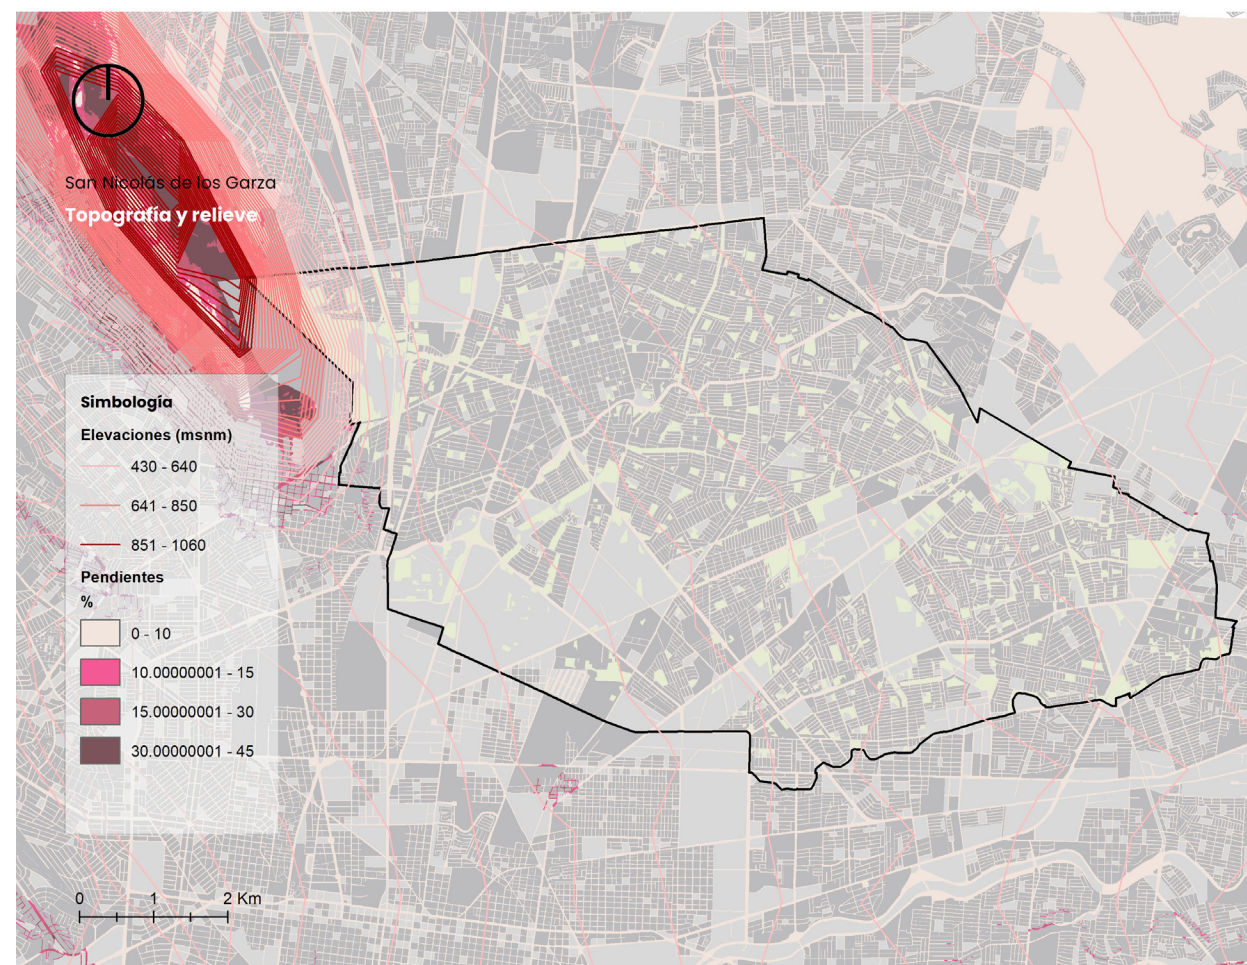 San Nicolás de los Garza
Topografía y relieve
Simbología
Elevaciones (msnm)
430 - 640
641 - 850
851 - 1060
Pendientes
%
0 - 10
10.00000001 - 15
15.00000001 - 30
30.00000001 - 45
0 1 2 Km